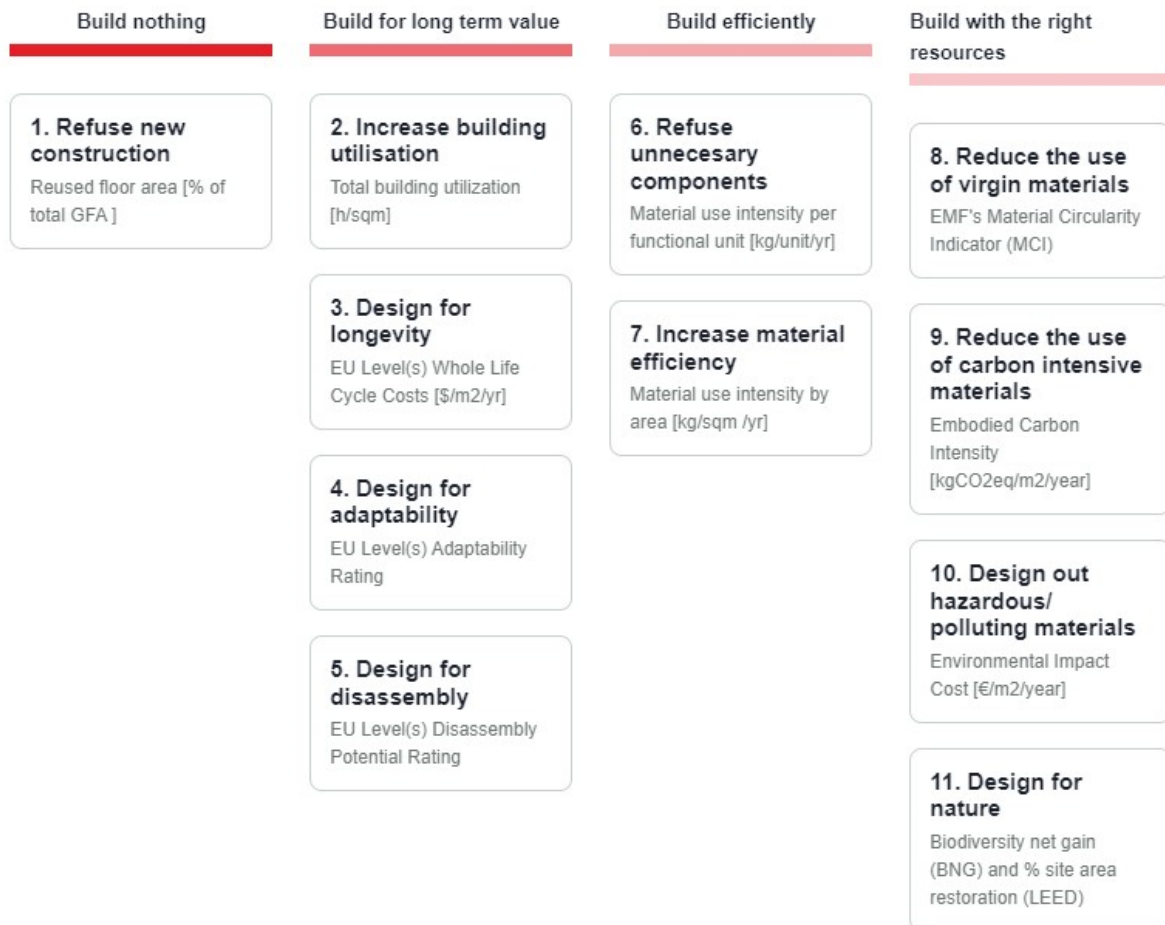 Build nothing
1. Refuse new
construction
Reused floor area [% of
total GFA ]
Build for long term value
2. Increase building
utilisation
Total building utilization
[h/sqm]
3. Design for
longevity
EU Level(s) Whole Life
Cycle Costs [$/m2/yr]
4. Design for
adaptability
EU Level(s) Adaptability
Rating
5. Design for
disassembly
EU Level(s) Disassembly
Potential Rating
Build efficiently
6. Refuse
unnecesary
components
Material use intensity per
functional unit [kg/unit/yr]
7. Increase material
efficiency
Material use intensity by
area [kg/sqm /yr]
Build with the right
resources
8. Reduce the use
of virgin materials
EMF's Material Circularity
Indicator (MCI)
9. Reduce the use
of carbon intensive
materials
Embodied Carbon
Intensity
[kgCO2eq/m2/year]
10. Design out
hazardous/
polluting materials
Environmental Impact
Cost [€/m2/year]
11. Design for
nature
Biodiversity net gain
(BNG) and % site area
restoration (LEED)